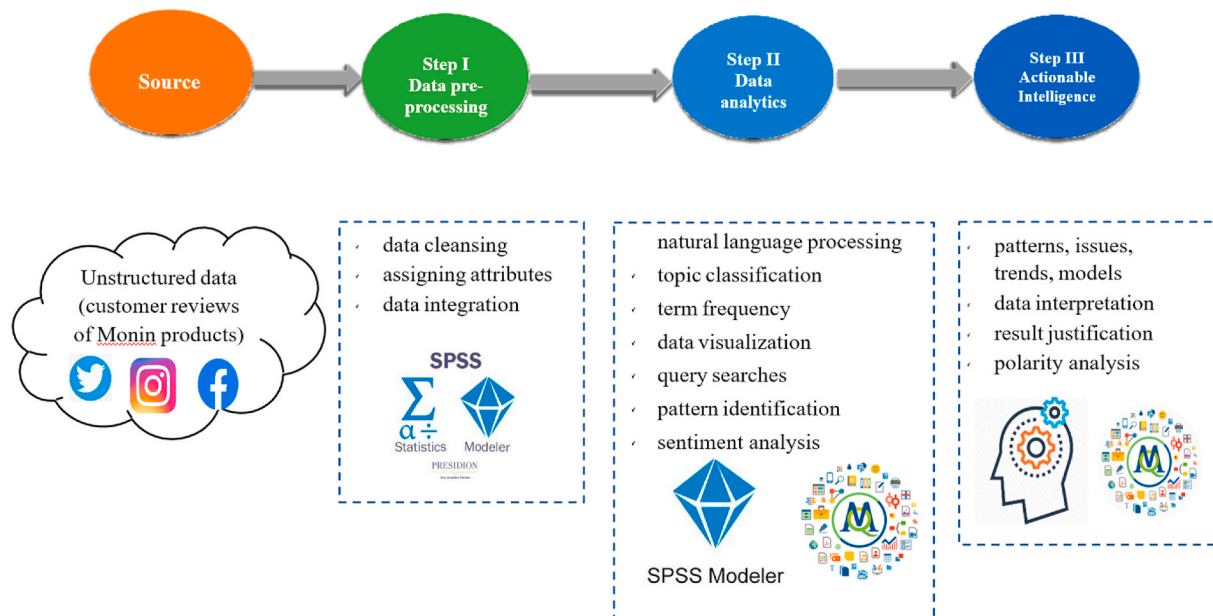 Source
Step I
Data pre-
processing
Step II
Data
analytics
Step III
Actionable
Intelligence
Unstructured data
(customer reviews
of Monin products)
data cleansing
assigning attributes
data integration
SPSS
Σ
α ÷
Statistics
Modeler
PRESIDION
natural language processing
topic classification
term frequency
data visualization
query searches
pattern identification
sentiment analysis
SPSS Modeler
MQ
patterns, issues,
trends, models
data interpretation
result justification
polarity analysis
MQ